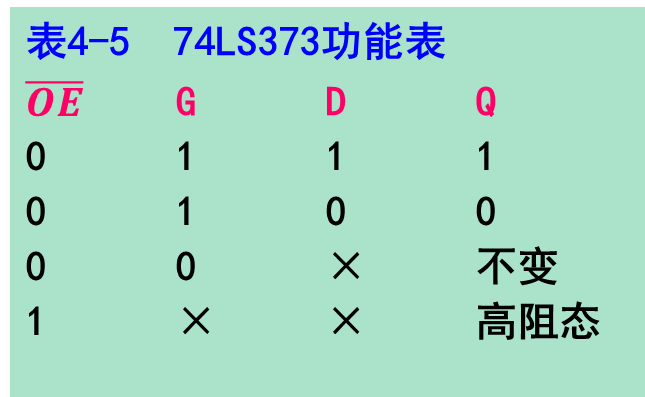 表4-5 74LS373功能表
O̅E̅ G D Q
0 1 1 1
0 1 0 0
0 0 × 不变
1 × × 高阻态